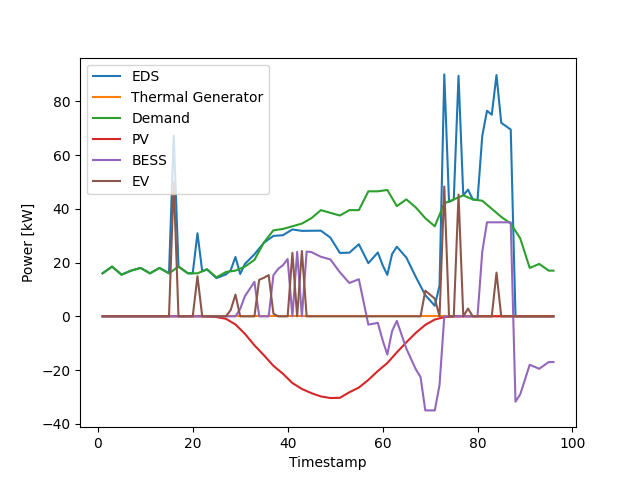 EDS
Thermal Generator
Demand
PV
BESS
EV
Power [kW]
80
60
40
20
0
−20
−40
0 20 40 60 80 100
Timestamp